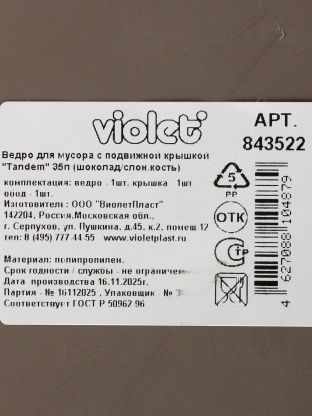 violet
АРТ.
843522
Ведро для мусора с подвижной крышкой
"Tandem" 35л (шоколад/слон.кость)
комплектация: ведро - 1шт. крышка 1шт
обод - 1шт.
Изготовитель : ООО "ВиолетПласт"
142204, Россия.Московская обл.,
г. Серпухов, ул. Пушкина, д.45. к.2, помещ 12
тел: 8 (495) 777 44 55 www.violetplast.ru
Материал: полипропилен.
Срок годности / службы - не ограничен
Дата производства 16.11.2025г.
Партия - № 16112025 , Упаковщик - №
Соответствует ГОСТ Р 50962 96
5
PP
ОТК
СТР
4 627088 104879